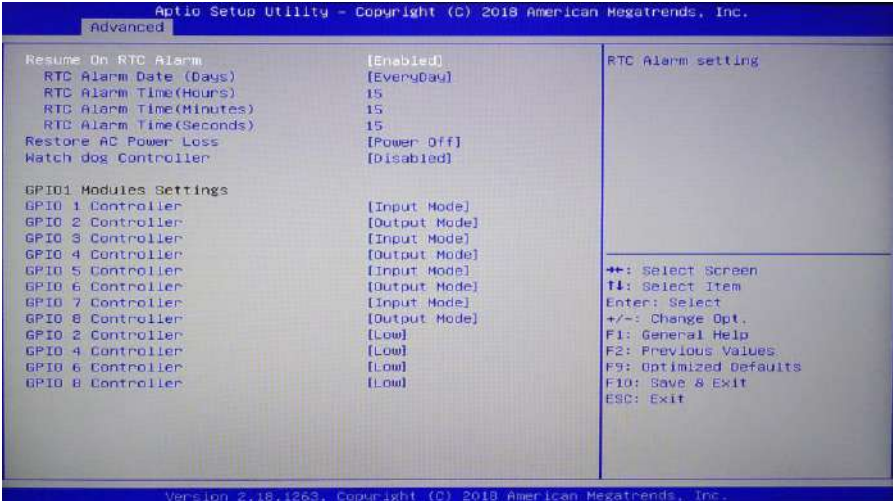 Aptio Setup Utility – Copyright (C) 2018 American Megatrends, Inc.
Advanced
Resume On RTC Alarm [Enabled]
RTC Alarm Date (Days) [EveryDay]
RTC Alarm Time(Hours) 15
RTC Alarm Time(Minutes) 15
RTC Alarm Time(Seconds) 15
Restore AC Power Loss [Power Off]
Watch dog Controller [Disabled]
GPIO1 Modules Settings
GPIO 1 Controller [Input Mode]
GPIO 2 Controller [Output Mode]
GPIO 3 Controller [Input Mode]
GPIO 4 Controller [Output Mode]
GPIO 5 Controller [Input Mode]
GPIO 6 Controller [Output Mode]
GPIO 7 Controller [Input Mode]
GPIO 8 Controller [Output Mode]
GPIO 2 Controller [Low]
GPIO 4 Controller [Low]
GPIO 6 Controller [Low]
GPIO 8 Controller [Low]
RTC Alarm setting
→←: Select Screen
↑↓: Select Item
Enter: Select
+/-: Change Opt.
F1: General Help
F2: Previous Values
F9: Optimized Defaults
F10: Save & Exit
ESC: Exit
Version 2.18.1263. Copyright (C) 2018 American Megatrends, Inc.